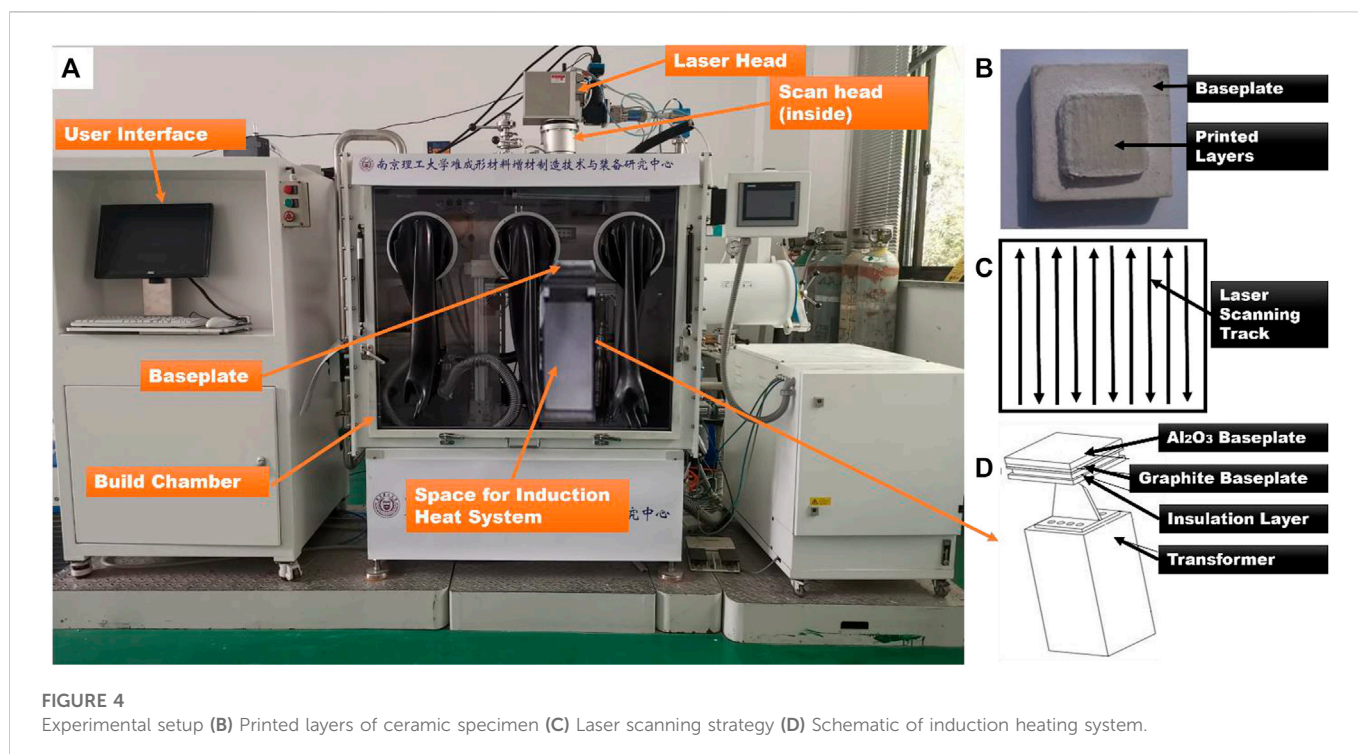 A
Laser Head
Scan head
(inside)
User Interface
南京理工大学难成形材料增材制造技术与装备研究中心
Baseplate
Build Chamber
Space for Induction
Heat System
究中心
B
Baseplate
Printed
Layers
C
Laser
Scanning
Track
D
Al2O3 Baseplate
Graphite Baseplate
Insulation Layer
Transformer
FIGURE 4
Experimental setup (B) Printed layers of ceramic specimen (C) Laser scanning strategy (D) Schematic of induction heating system.